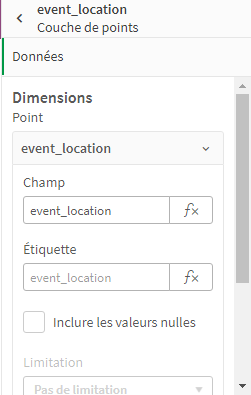 event_location
Couche de points
Données
Dimensions
Point
event_location
Champ
event_location
fx
Étiquette
event_location
fx
Inclure les valeurs nulles
Limitation
Pas de limitation